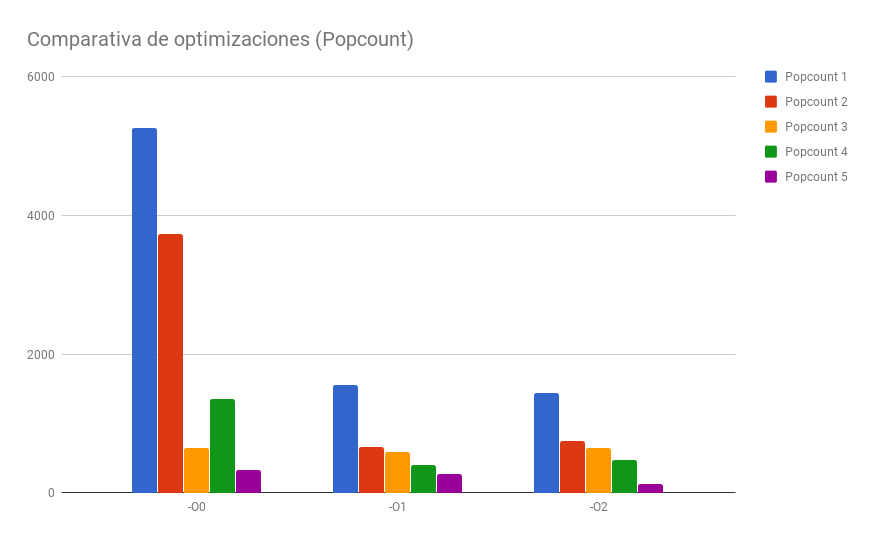 Comparativa de optimizaciones (Popcount)
6000
4000
2000
0
-O0
-O1
-O2
Popcount 1
Popcount 2
Popcount 3
Popcount 4
Popcount 5